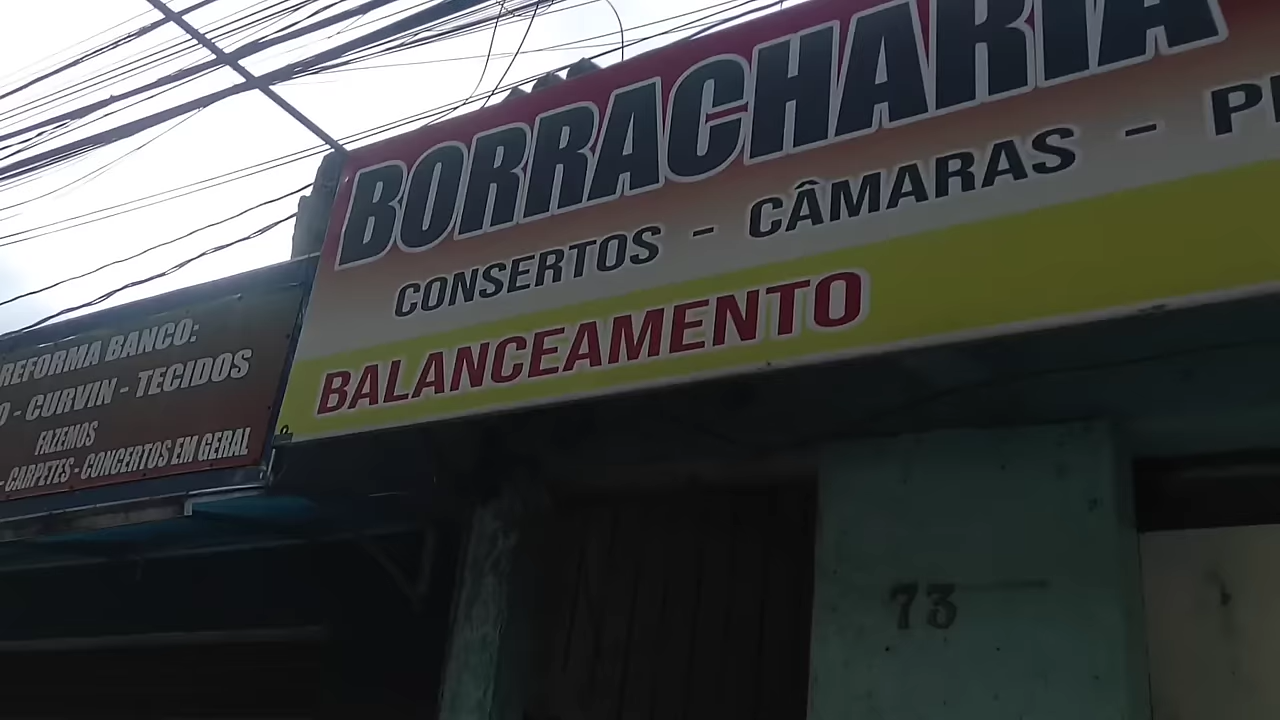 BORRACHARIA
CONSERTOS - CÂMARAS -
BALANCEAMENTO
REFORMA BANCO:
- CURVIN - TECIDOS
FAZEMOS
- CARPETES - CONCERTOS EM GERAL
73